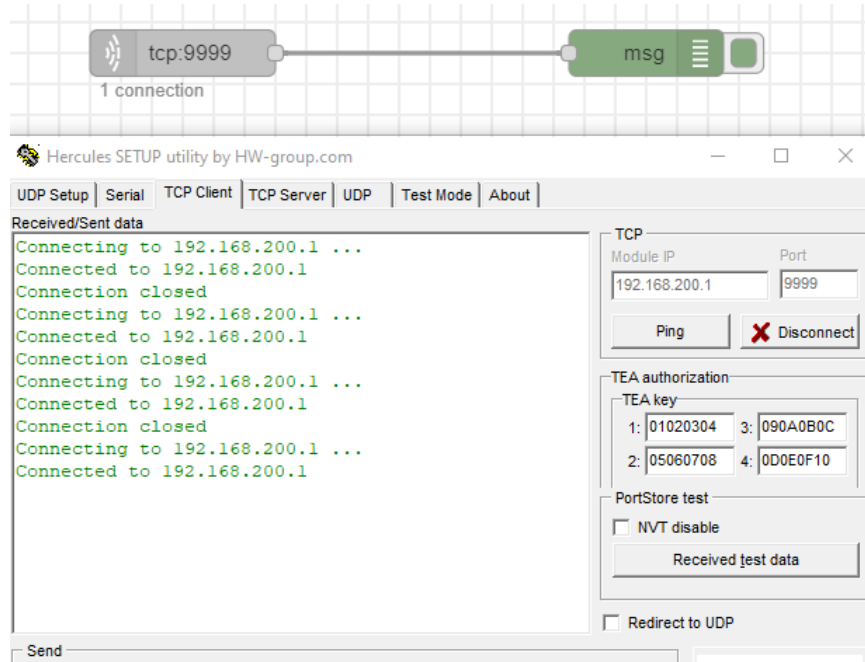 tcp:9999
msg
1 connection
Hercules SETUP utility by HW-group.com
UDP Setup Serial TCP Client TCP Server UDP Test Mode About
Received/Sent data
Connecting to 192.168.200.1 ...
Connected to 192.168.200.1
Connection closed
Connecting to 192.168.200.1 ...
Connected to 192.168.200.1
Connection closed
Connecting to 192.168.200.1 ...
Connected to 192.168.200.1
Connection closed
Connecting to 192.168.200.1 ...
Connected to 192.168.200.1
TCP
Module IP Port
192.168.200.1 9999
Ping Disconnect
TEA authorization
TEA key
1: 01020304 3: 090A0B0C
2: 05060708 4: 0D0E0F10
PortStore test
NVT disable
Received test data
Redirect to UDP
Send